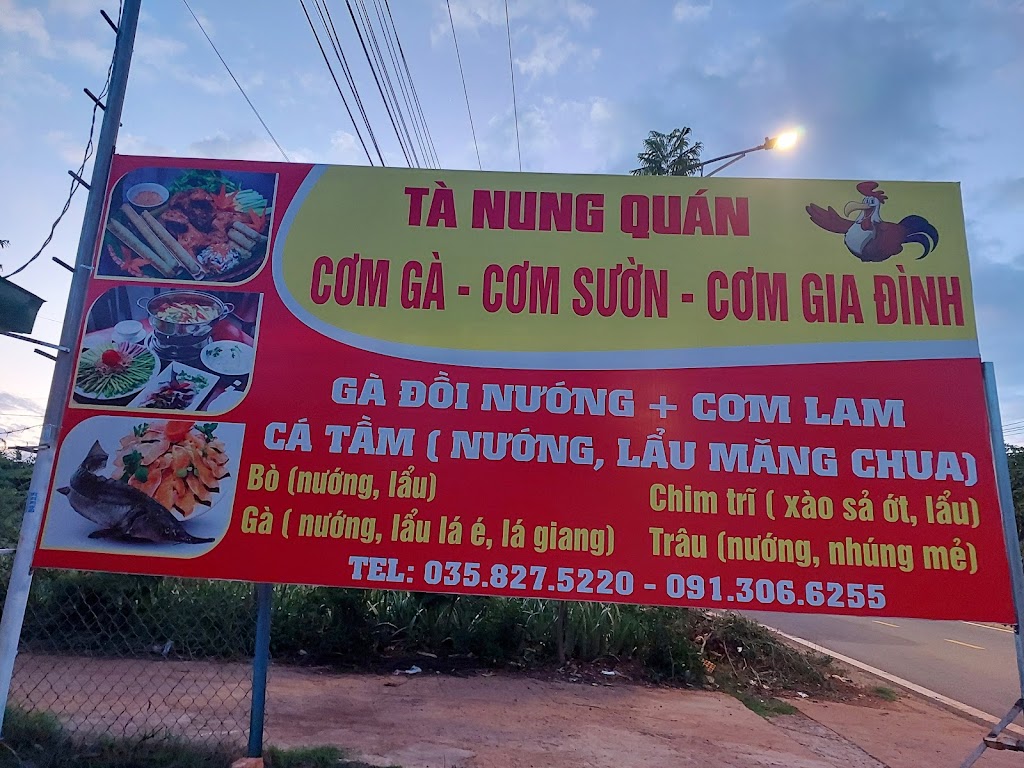 TÀ NUNG QUÁN
CƠM GÀ - CƠM SƯỜN - CƠM GIA ĐÌNH
GÀ ĐỒI NƯỚNG + CƠM LAM
CÁ TẦM ( NƯỚNG, LẨU MĂNG CHUA)
Bò (nướng, lẩu)
Chim trĩ ( xào sả ớt, lẩu)
Gà ( nướng, lẩu lá é, lá giang)
Trâu (nướng, nhúng mẻ)
TEL: 035.827.5220 - 091.306.6255